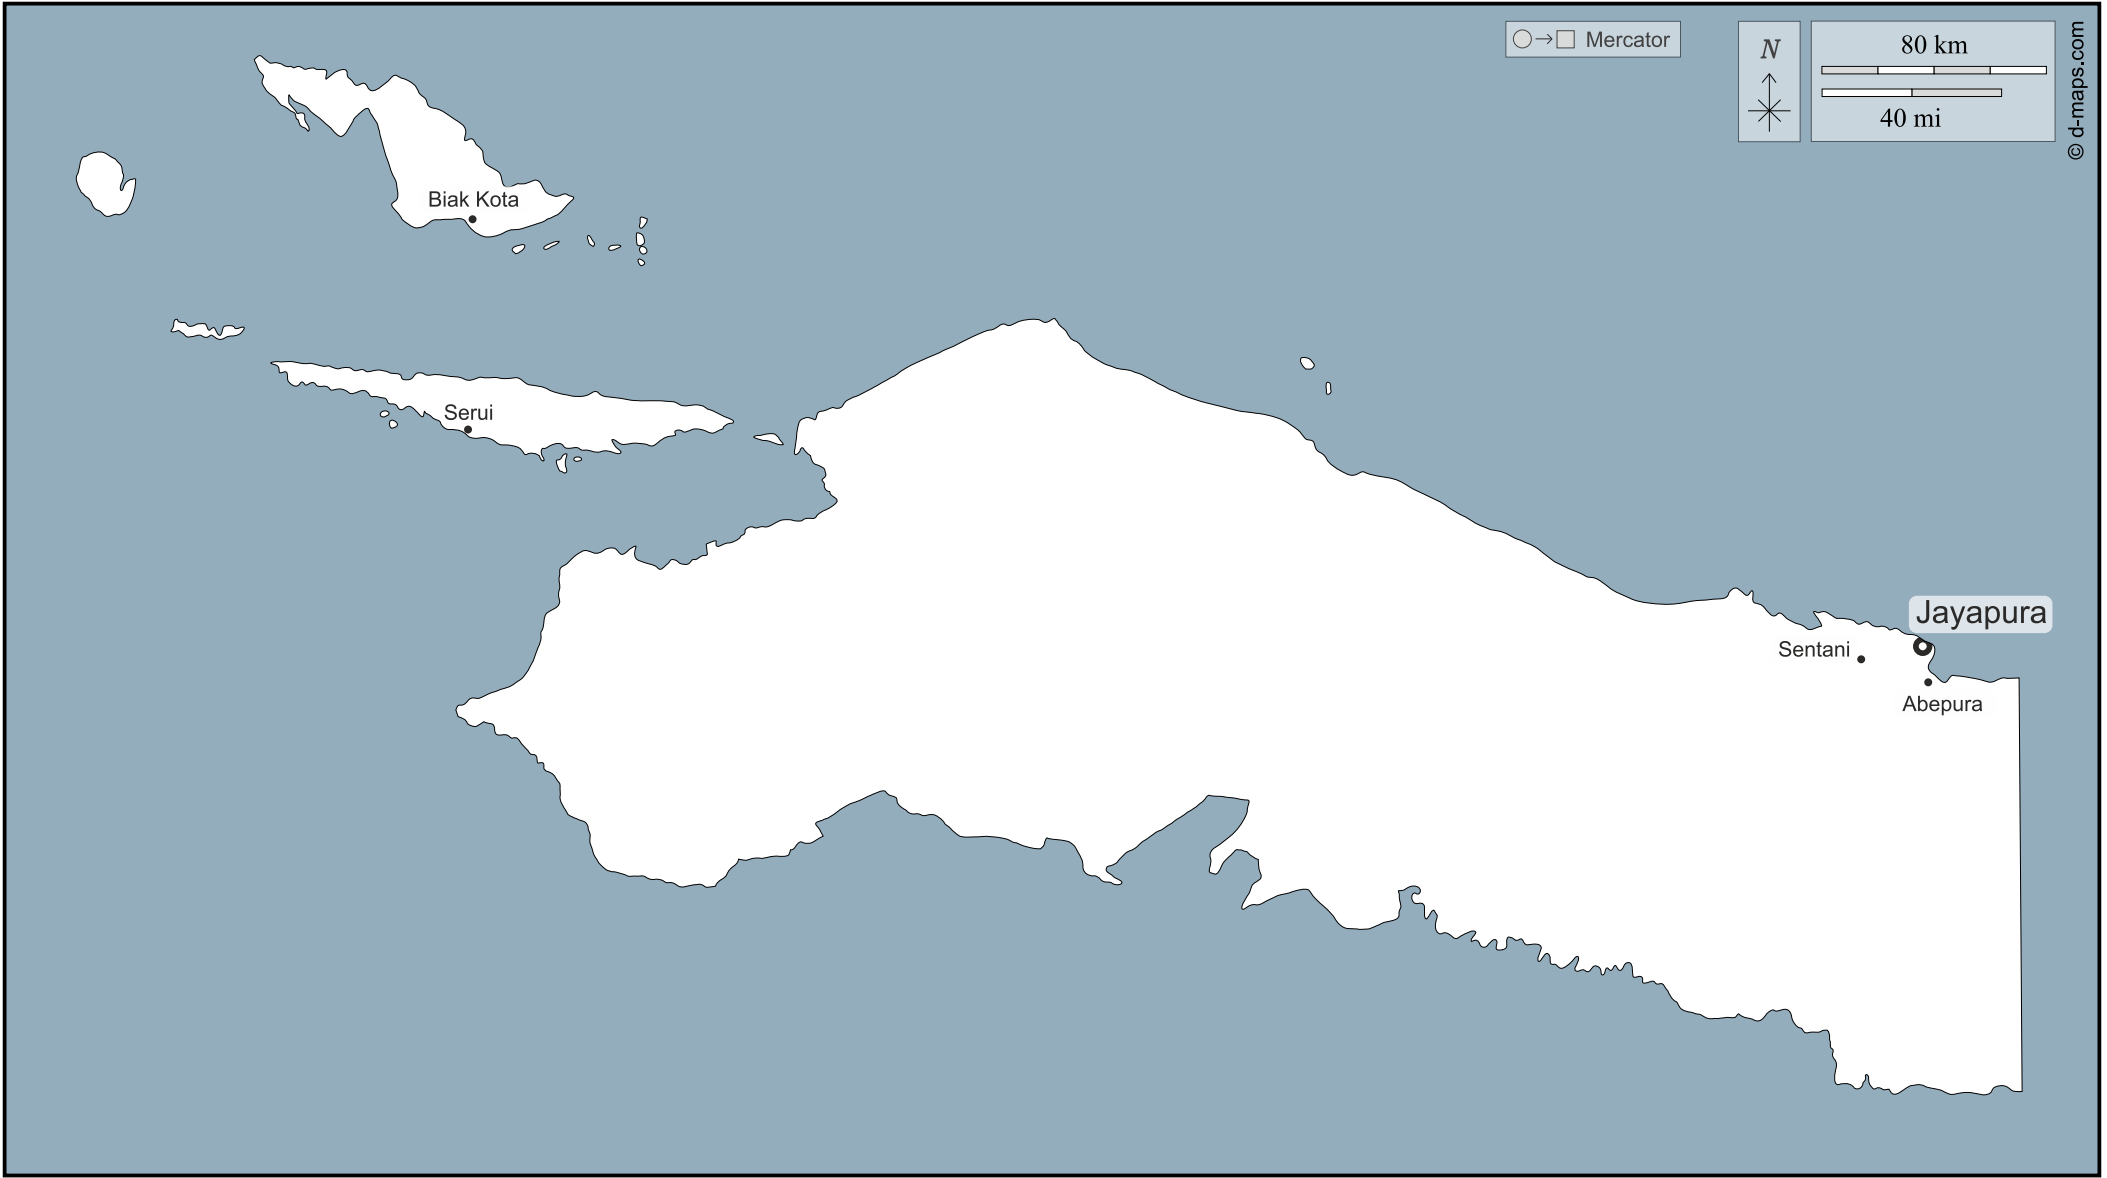 Mercator
N
80 km
40 mi
© d-maps.com
Biak Kota
Serui
Jayapura
Sentani
Abepura